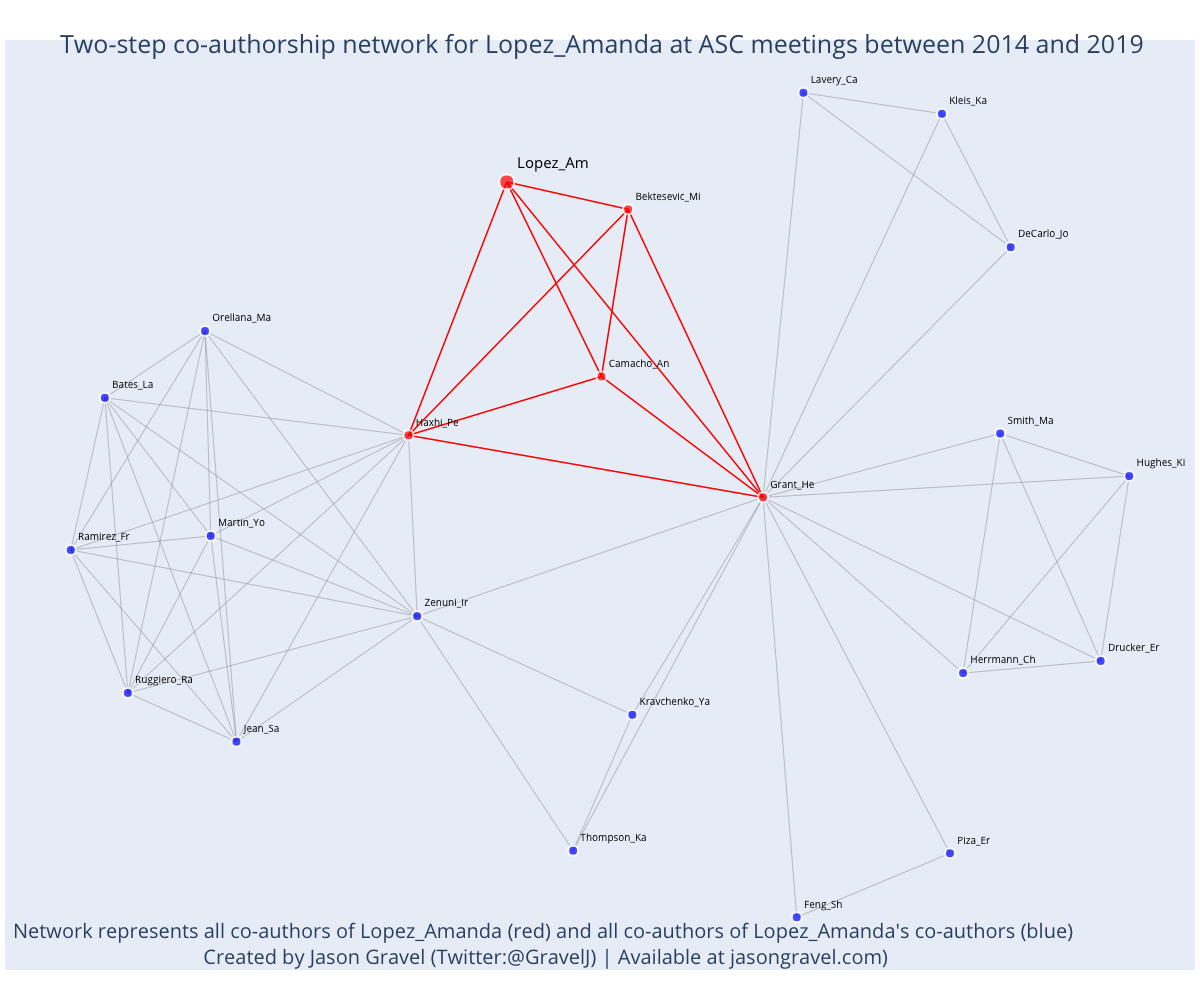 Two-step co-authorship network for Lopez_Amanda at ASC meetings between 2014 and 2019
Lavery_Ca
Kleis_Ka
Lopez_Am
Bektesevic_Mi
DeCarlo_Jo
Orellana_Ma
Camacho_An
Bates_La
Haxhi_Pe
Smith_Ma
Hughes_Ki
Grant_He
Martin_Yo
Ramirez_Fr
Zenuni_Ir
Herrmann_Ch
Drucker_Er
Ruggiero_Ra
Kravchenko_Ya
Jean_Sa
Thompson_Ka
Piza_Er
Feng_Sh
Network represents all co-authors of Lopez_Amanda (red) and all co-authors of Lopez_Amanda's co-authors (blue)
Created by Jason Gravel (Twitter:@GravelJ) | Available at jasongravel.com)